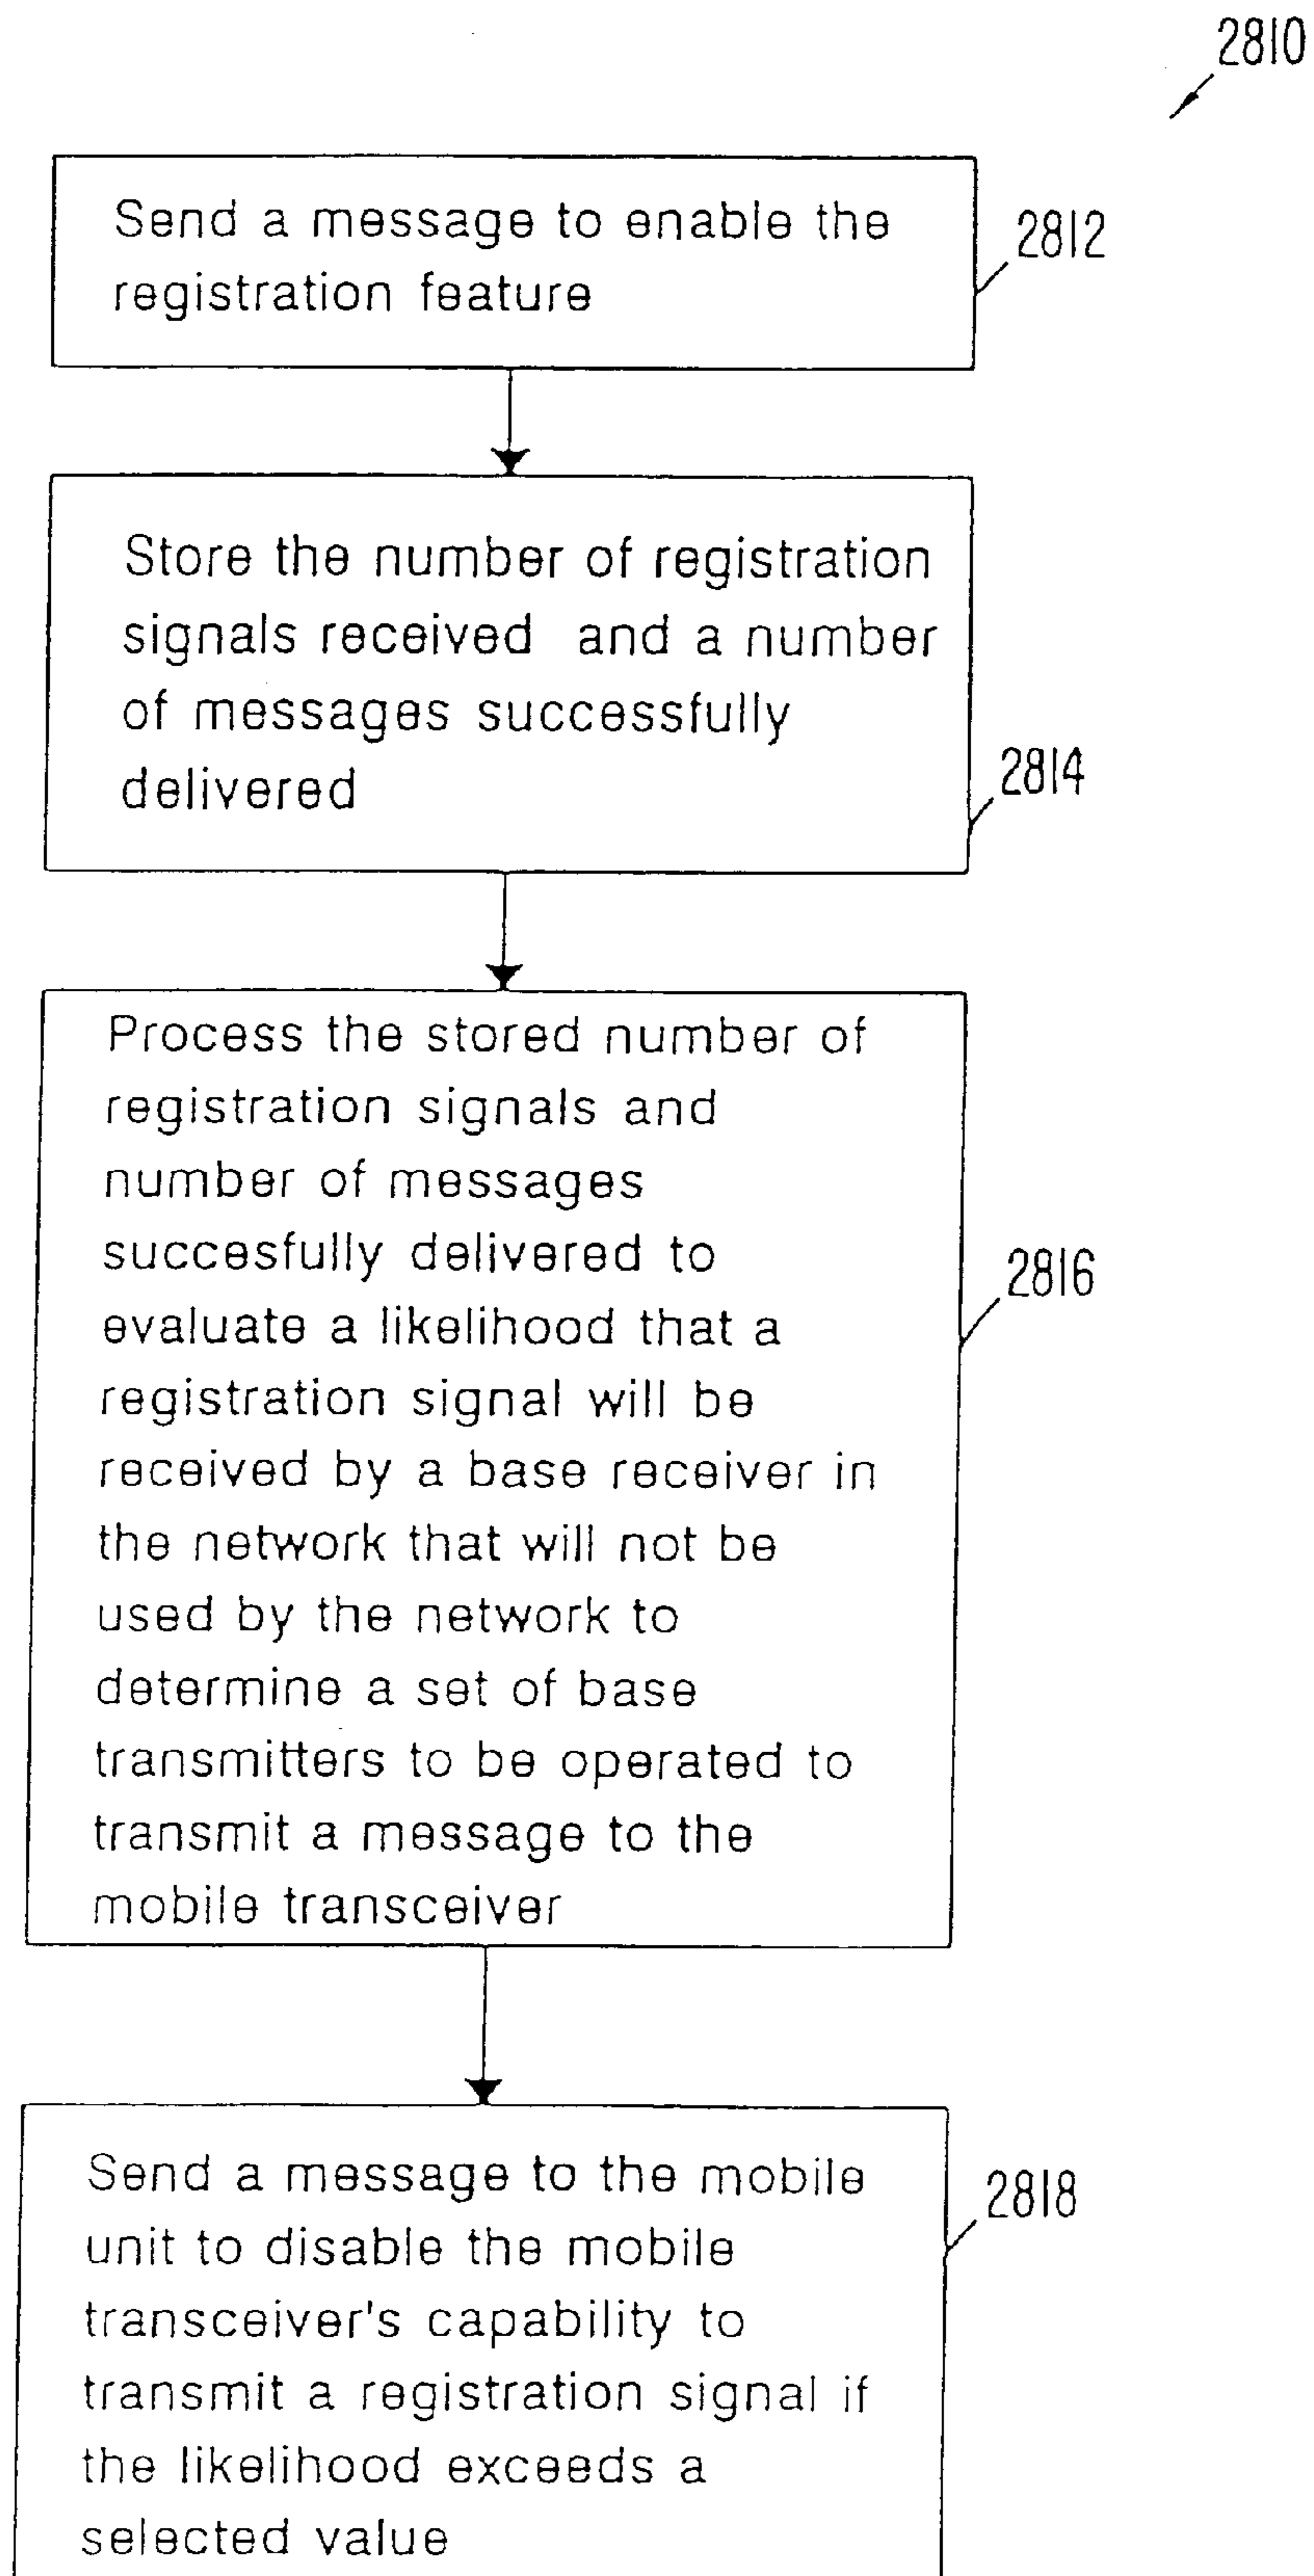 2810
Send a message to enable the
registration feature
2812
Store the number of registration
signals received and a number
of messages successfully
delivered
2814
Process the stored number of
registration signals and
number of messages
succesfully delivered to
evaluate a likelihood that a
registration signal will be
received by a base receiver in
the network that will not be
used by the network to
determine a set of base
transmitters to be operated to
transmit a message to the
mobile transceiver
2816
Send a message to the mobile
unit to disable the mobile
transceiver's capability to
transmit a registration signal if
the likelihood exceeds a
selected value
2818